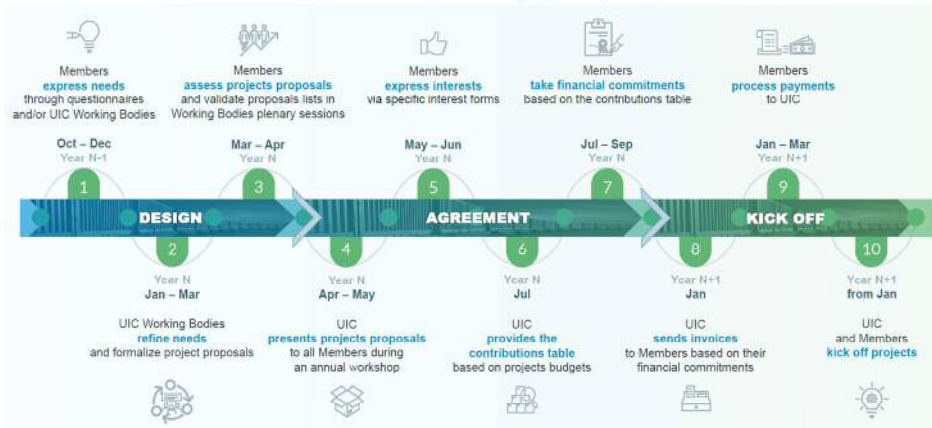 Members
express needs
through questionnaires
and/or UIC Working Bodies
Oct – Dec
Year N-1
1
Members
assess projects proposals
and validate proposals lists in
Working Bodies plenary sessions
Mar – Apr
Year N
3
Members
express interests
via specific interest forms
May – Jun
Year N
5
Members
take financial commitments
based on the contributions table
Jul – Sep
Year N
7
Members
process payments
to UIC
Jan – Mar
Year N+1
9
DESIGN
AGREEMENT
KICK OFF
2
Year N
Jan – Mar
UIC Working Bodies
refine needs
and formalize project proposals
4
Year N
Apr – May
UIC
presents projects proposals
to all Members during
an annual workshop
6
Year N
Jul
UIC
provides the
contributions table
based on projects budgets
8
Year N+1
Jan
UIC
sends invoices
to Members based on their
financial commitments
10
Year N+1
from Jan
UIC
and Members
kick off projects